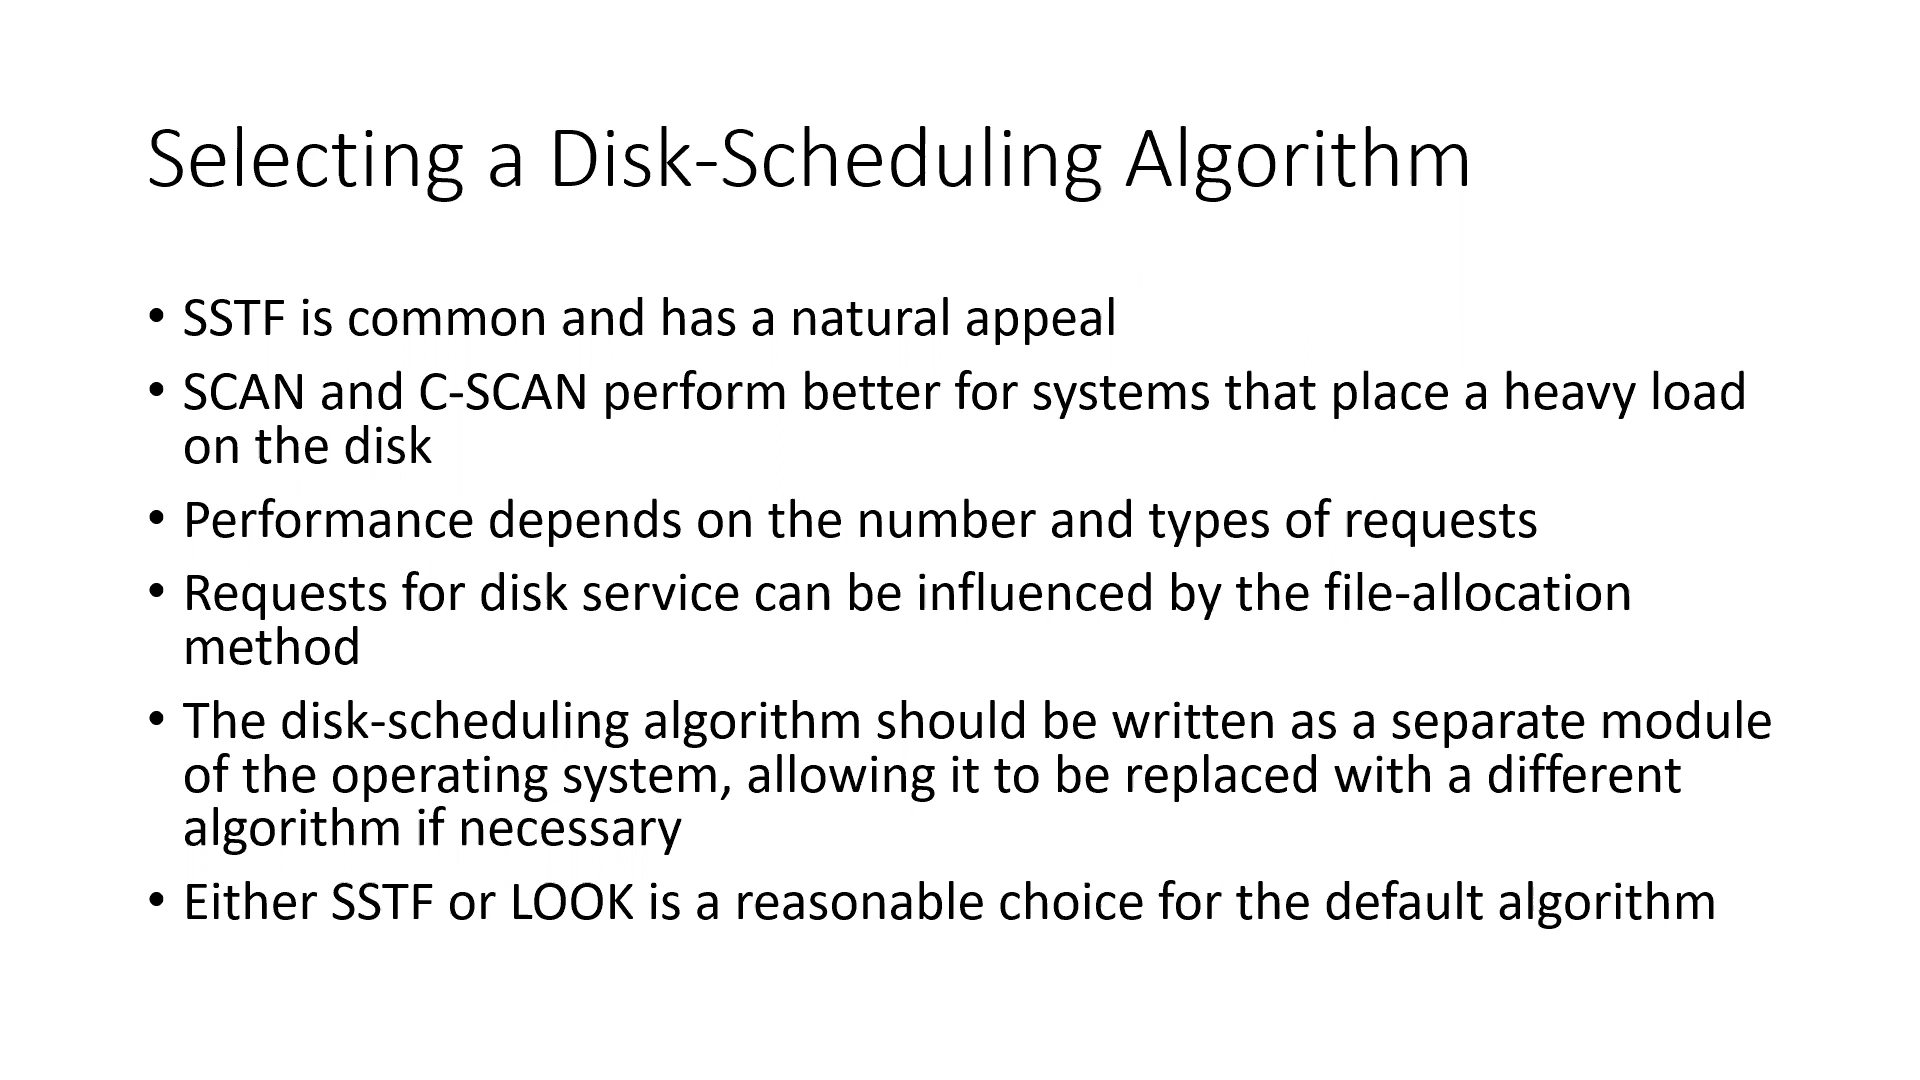 Selecting a Disk-Scheduling Algorithm
• SSTF is common and has a natural appeal
• SCAN and C-SCAN perform better for systems that place a heavy load
on the disk
• Performance depends on the number and types of requests
• Requests for disk service can be influenced by the file-allocation
method
• The disk-scheduling algorithm should be written as a separate module
of the operating system, allowing it to be replaced with a different
algorithm if necessary
• Either SSTF or LOOK is a reasonable choice for the default algorithm